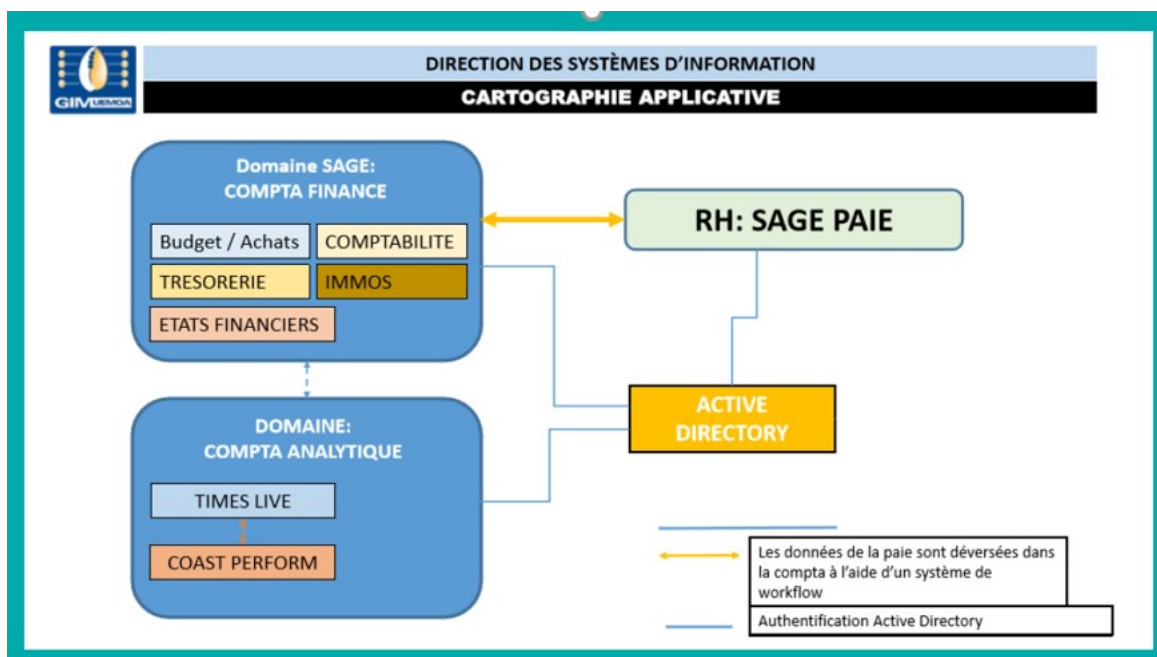 GIM UEMOA
DIRECTION DES SYSTÈMES D'INFORMATION
CARTOGRAPHIE APPLICATIVE
Domaine SAGE:
COMPTA FINANCE
Budget / Achats
COMPTABILITE
TRESORERIE
IMMOS
ETATS FINANCIERS
RH: SAGE PAIE
ACTIVE
DIRECTORY
DOMAINE:
COMPTA ANALYTIQUE
TIMES LIVE
COAST PERFORM
Les données de la paie sont déversées dans
la compta à l'aide d'un système de
workflow
Authentification Active Directory